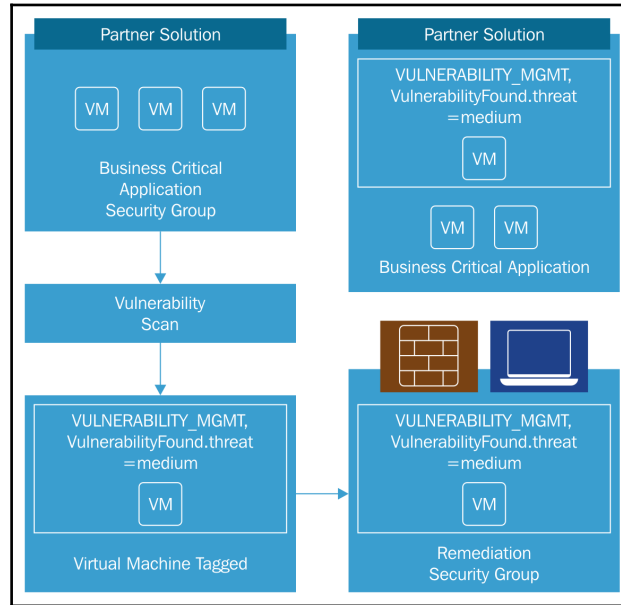 Partner Solution
VM
VM
VM
Business Critical
Application
Security Group
Vulnerability
Scan
VULNERABILITY_MGMT,
VulnerabilityFound.threat
=medium
VM
Virtual Machine Tagged
Partner Solution
VULNERABILITY_MGMT,
VulnerabilityFound.threat
=medium
VM
VM
VM
Business Critical Application
VULNERABILITY_MGMT,
VulnerabilityFound.threat
=medium
VM
Remediation
Security Group